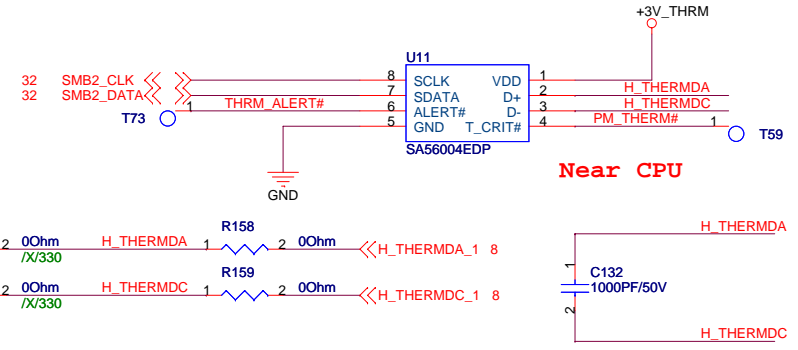 +3V_THRM
U11
32 SMB2_CLK 8 SCLK VDD 1
32 SMB2_DATA 7 SDATA D+ 2 H_THERMDA
T73 1 THRM_ALERT# 6 ALERT# D- 3 H_THERMDC
5 GND T_CRIT# 4 PM_THERM# 1 T59
SA56004EDP
Near CPU
GND
R158
2 0Ohm H_THERMDA 1 2 0Ohm H_THERMDA_1 8
/X/330
R159
2 0Ohm H_THERMDC 1 2 0Ohm H_THERMDC_1 8
/X/330
H_THERMDA
1
C132
1000PF/50V
2
H_THERMDC